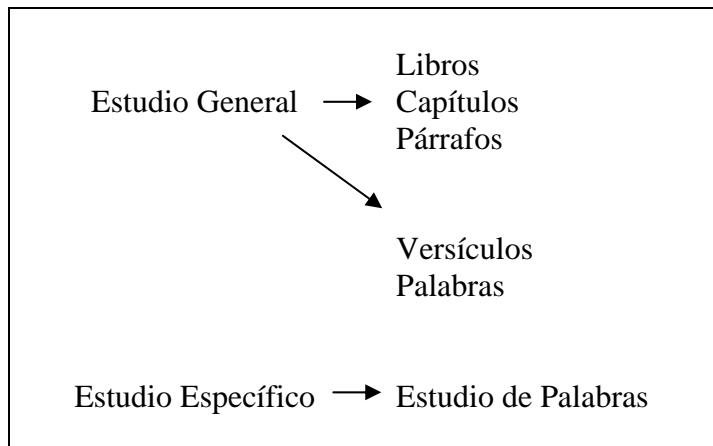 Libros
Estudio General Capítulos
Párrafos
Versículos
Palabras
Estudio Específico Estudio de Palabras